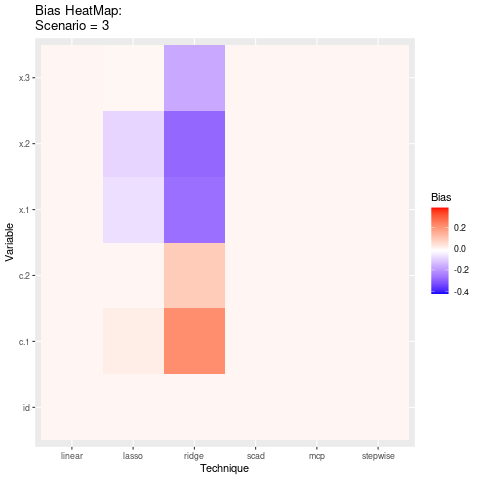 Bias HeatMap:
Scenario = 3
x.3
x.2
x.1
c.2
c.1
id
Variable
linear
lasso
ridge
scad
mcp
stepwise
Technique
Bias
0.2
0.0
-0.2
-0.4